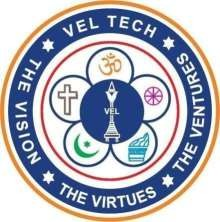 VEL TECH
THE VISION
THE VENTURES
THE VIRTUES
ॐ
VEL